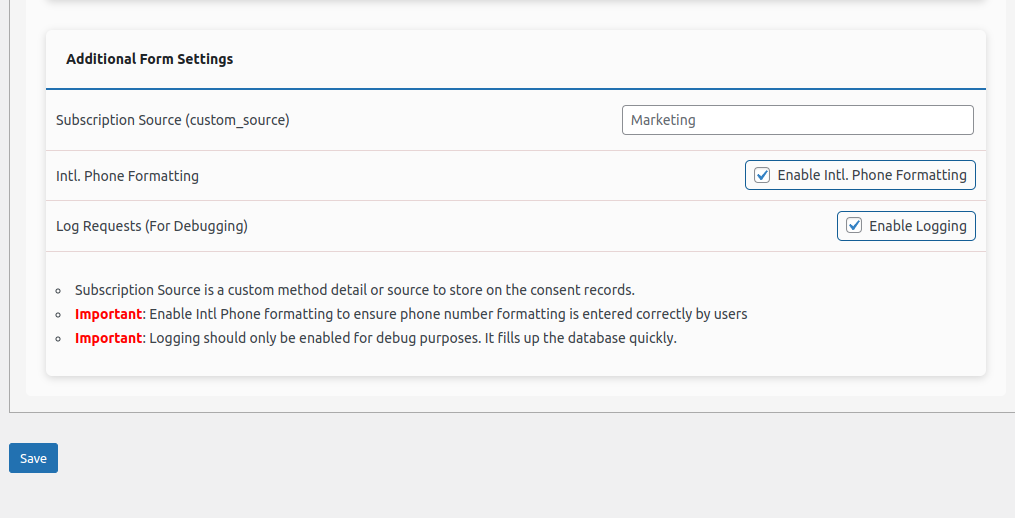 Additional Form Settings
Subscription Source (custom_source)
Marketing
Intl. Phone Formatting
Enable Intl. Phone Formatting
Log Requests (For Debugging)
Enable Logging
Subscription Source is a custom method detail or source to store on the consent records.
Important: Enable Intl Phone formatting to ensure phone number formatting is entered correctly by users
Important: Logging should only be enabled for debug purposes. It fills up the database quickly.
Save